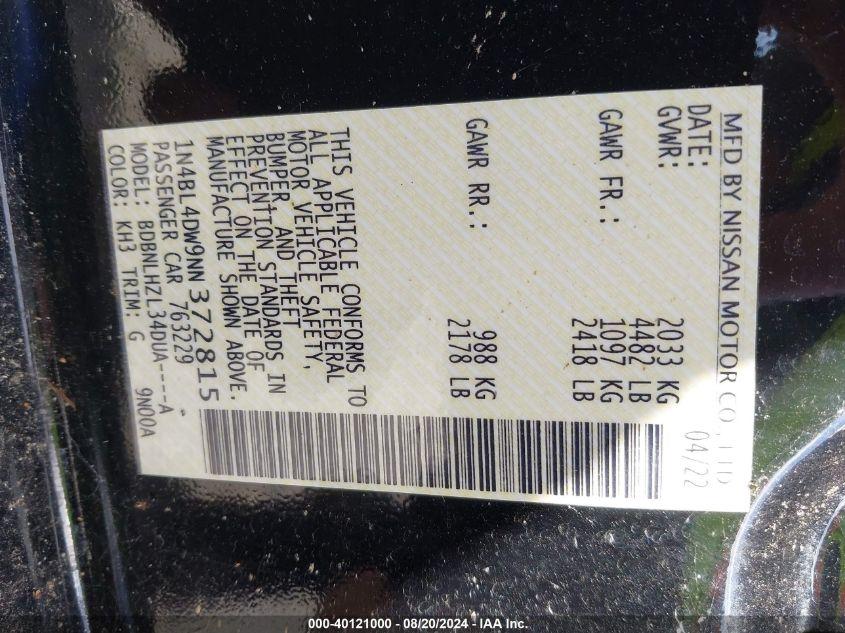 MFD BY NISSAN MOTOR CO., LTD
DATE: 04/22
GVWR: 2033 KG
4482 LB
GAWR FR.: 1097 KG
2418 LB
GAWR RR.: 988 KG
2178 LB
THIS VEHICLE CONFORMS TO
ALL APPLICABLE FEDERAL
MOTOR VEHICLE SAFETY,
BUMPER, AND THEFT
PREVENTION STANDARDS IN
EFFECT ON THE DATE OF
MANUFACTURE SHOWN ABOVE.
1N4BL4DW9NN372815
PASSENGER CAR 763229
MODEL: BDBNLHZL34DUA----A
COLOR: KH3 TRIM: G 9N00A
000-40121000 - 08/20/2024 - IAA Inc.